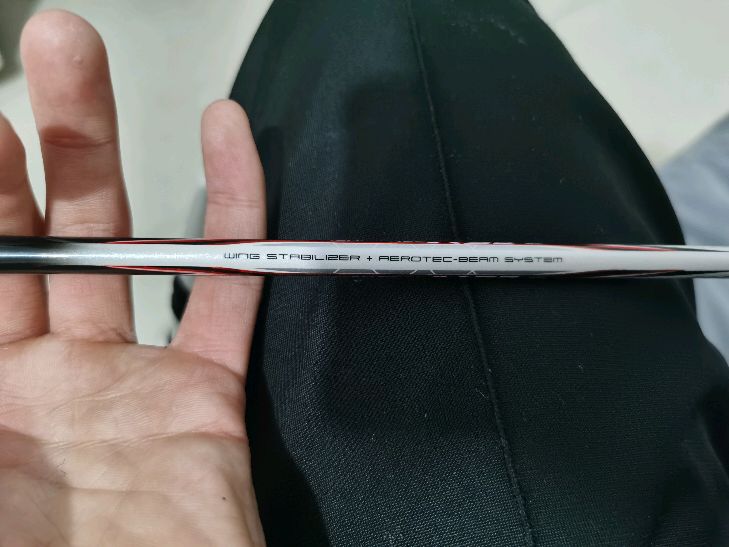 WING STABILIZER + AEROTEC-BEAM SYSTEM